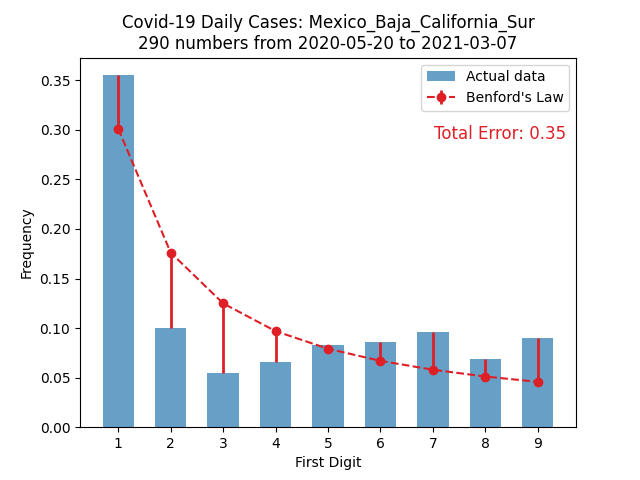 Covid-19 Daily Cases: Mexico_Baja_California_Sur
290 numbers from 2020-05-20 to 2021-03-07
Actual data
Benford's Law
Total Error: 0.35
Frequency
0.35
0.30
0.25
0.20
0.15
0.10
0.05
0.00
1 2 3 4 5 6 7 8 9
First Digit